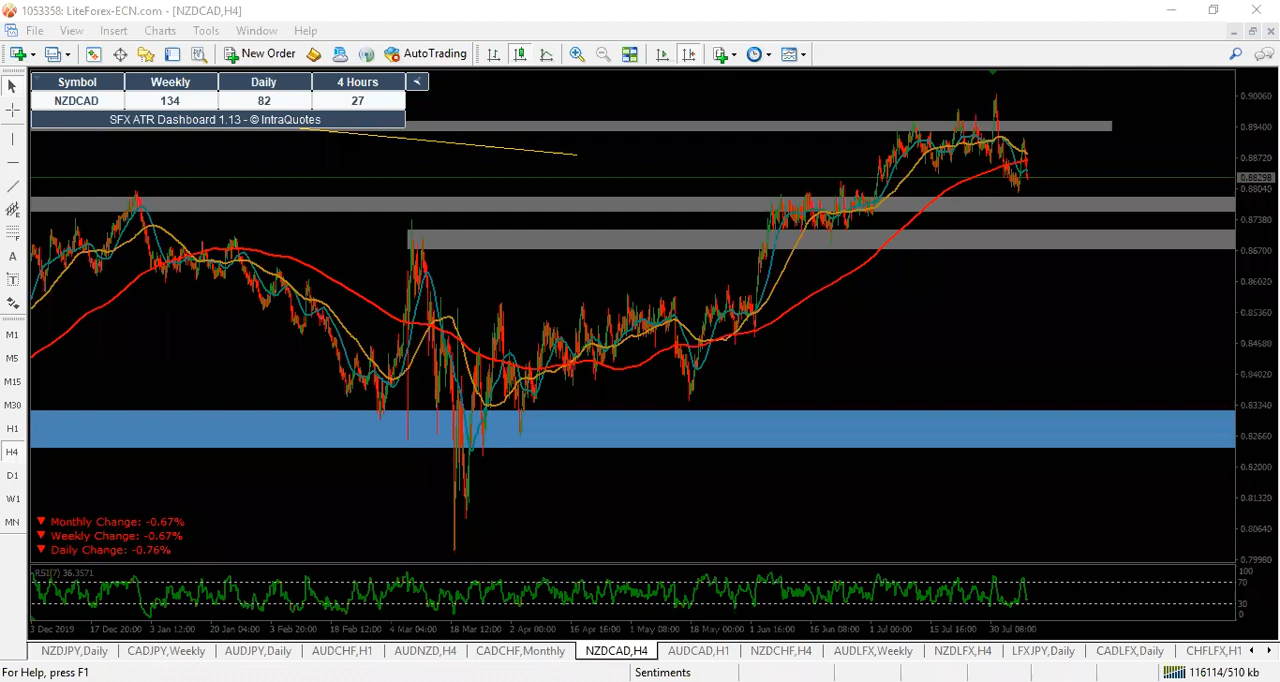 1053358: LiteForex-ECN.com - [NZDCAD,H4]
File View Insert Charts Tools Window Help
New Order AutoTrading
Symbol Weekly Daily 4 Hours
NZDCAD 134 82 27
SFX ATR Dashboard 1.13 - © IntraQuotes
0.89060
0.89400
0.88720
0.88298
0.88040
0.87380
0.86700
0.86020
0.85360
0.84680
0.84020
0.83340
0.82660
0.82000
0.81320
0.80640
0.79980
E
F
A
T
M1
M5
M15
M30
H1
H4
D1
W1
MN
Monthly Change: -0.67%
Weekly Change: -0.67%
Daily Change: -0.76%
RSI(7) 36.3571
100
70
30
0
3 Dec 2019 17 Dec 20:00 3 Jan 12:00 20 Jan 04:00 3 Feb 20:00 18 Feb 12:00 4 Mar 04:00 18 Mar 12:00 2 Apr 00:00 16 Apr 16:00 1 May 08:00 18 May 00:00 1 Jun 16:00 16 Jun 08:00 1 Jul 00:00 15 Jul 16:00 30 Jul 08:00
NZDJPY,Daily CADJPY,Weekly AUDJPY,Daily AUDCHF,H1 AUDNZD,H4 CADCHF,Monthly NZDCAD,H4 AUDCAD,H1 NZDCHF,H4 AUDLFX,Weekly NZDLFX,H4 LFXJPY,Daily CADLFX,Daily CHFLFX,H1
For Help, press F1 Sentiments 116114/510 kb